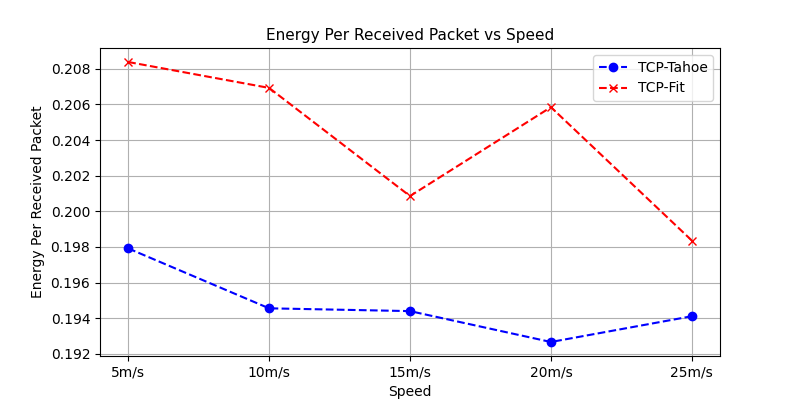 Energy Per Received Packet vs Speed
TCP-Tahoe
TCP-Fit
Energy Per Received Packet
0.208
0.206
0.204
0.202
0.200
0.198
0.196
0.194
0.192
5m/s
10m/s
15m/s
20m/s
25m/s
Speed